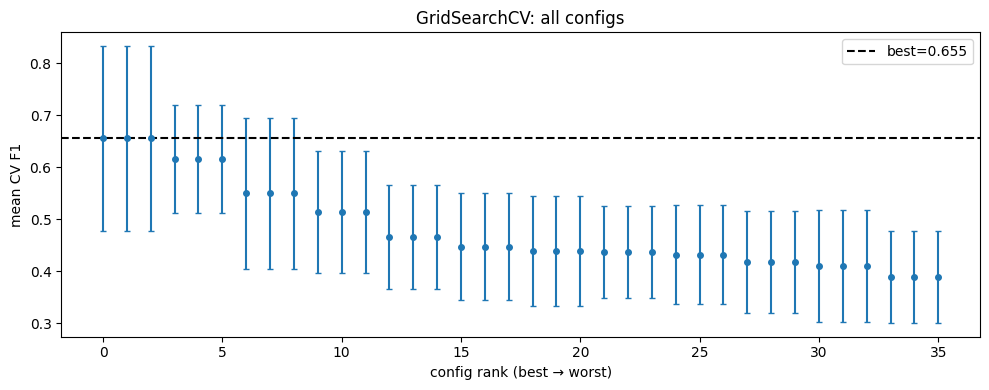 GridSearchCV: all configs
best=0.655
mean CV F1
0.8
0.7
0.6
0.5
0.4
0.3
0 5 10 15 20 25 30 35
config rank (best → worst)